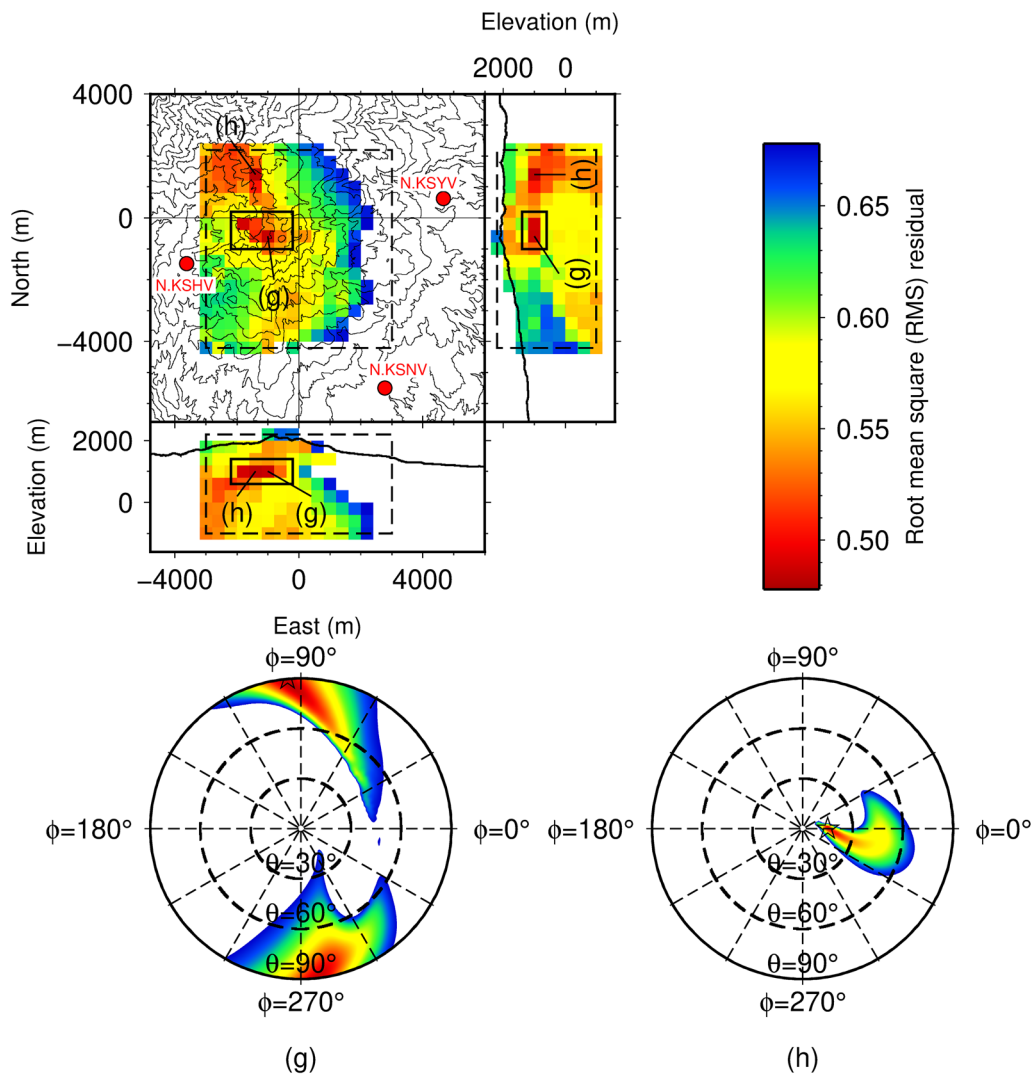 Elevation (m)
2000 0
4000
0
−4000
North (m)
(h)
N.KSYV
N.KSHV
(g)
N.KSNV
(h)
(g)
0.65
0.60
0.55
0.50
Root mean square (RMS) residual
Elevation (m)
2000
0
(h) (g)
−4000 0 4000
East (m)
ϕ=90°
ϕ=180°
ϕ=0°
θ=30°
θ=60°
θ=90°
ϕ=270°
(g)
ϕ=90°
ϕ=180°
ϕ=0°
θ=30°
θ=60°
θ=90°
ϕ=270°
(h)